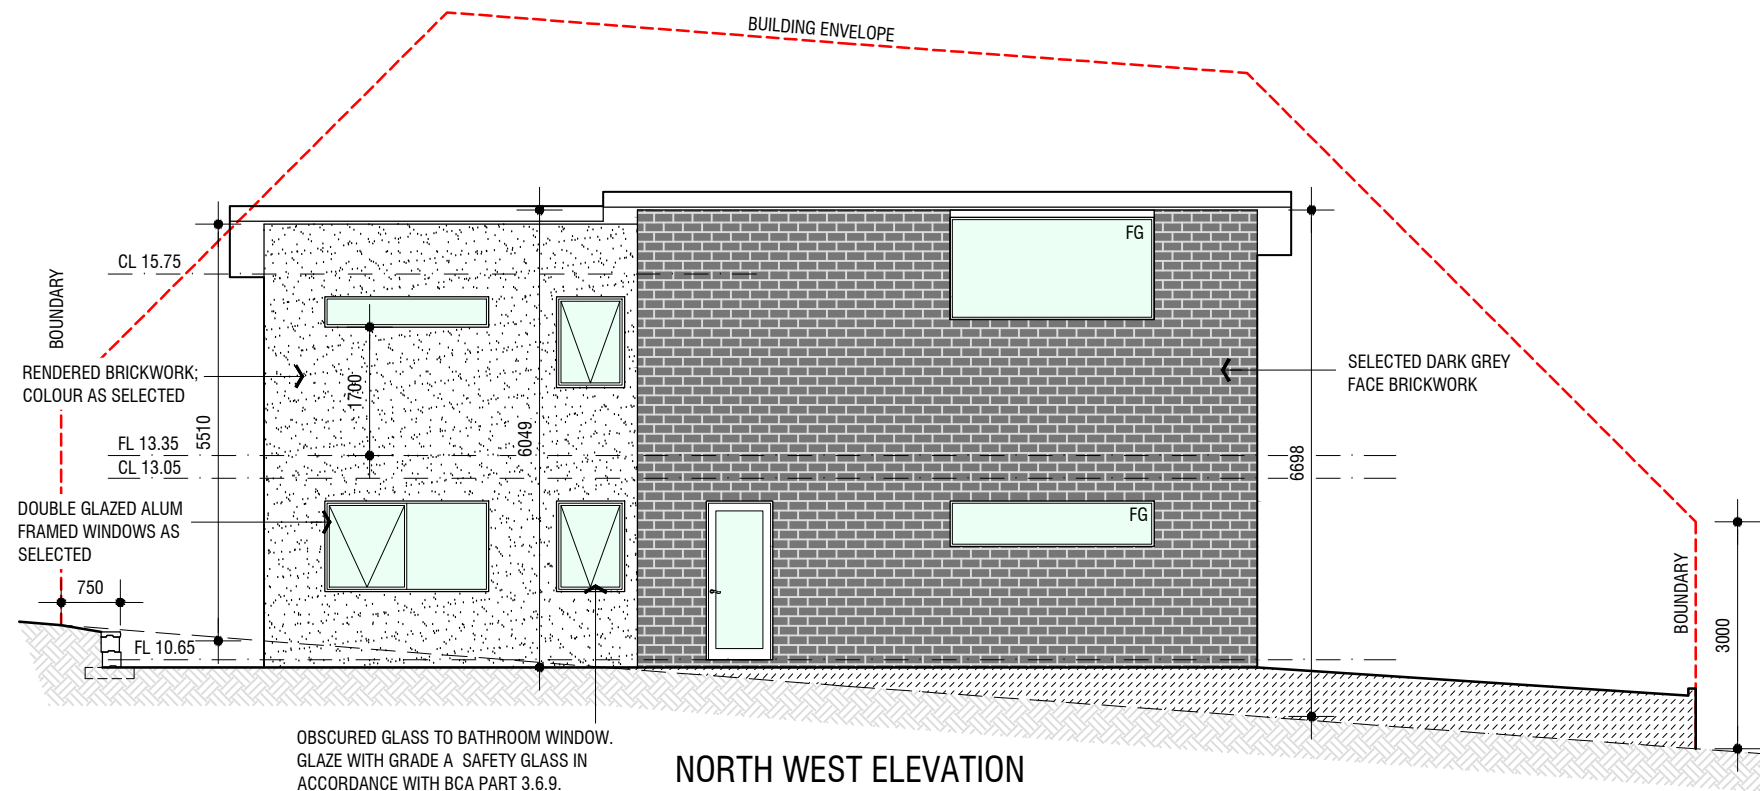 BUILDING ENVELOPE
FG
CL 15.75
BOUNDARY
RENDERED BRICKWORK;
COLOUR AS SELECTED
1700
5510
6049
SELECTED DARK GREY
FACE BRICKWORK
FL 13.35
CL 13.05
6698
DOUBLE GLAZED ALUM
FRAMED WINDOWS AS
SELECTED
FG
750
BOUNDARY
3000
FL 10.65
OBSCURED GLASS TO BATHROOM WINDOW.
GLAZE WITH GRADE A SAFETY GLASS IN
ACCORDANCE WITH BCA PART 3.6.9.
NORTH WEST ELEVATION